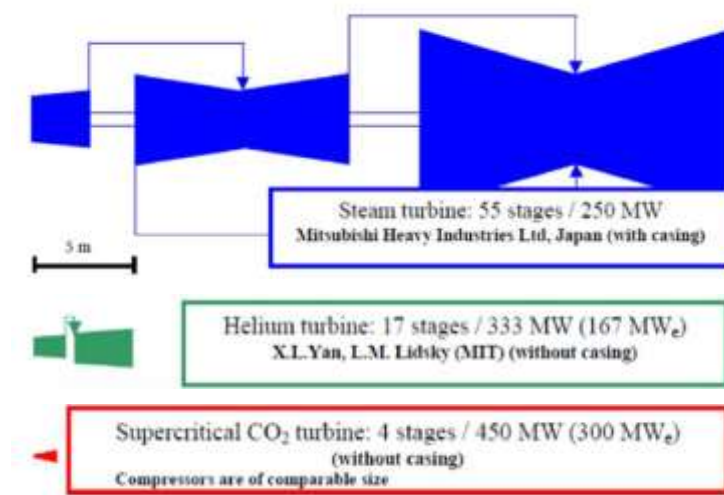 Steam turbine: 55 stages / 250 MW
Mitsubishi Heavy Industries Ltd, Japan (with casing)
5 m
Helium turbine: 17 stages / 333 MW (167 MWₑ)
X.L.Yan, L.M. Lidsky (MIT) (without casing)
Supercritical CO₂ turbine: 4 stages / 450 MW (300 MWₑ)
(without casing)
Compressors are of comparable size